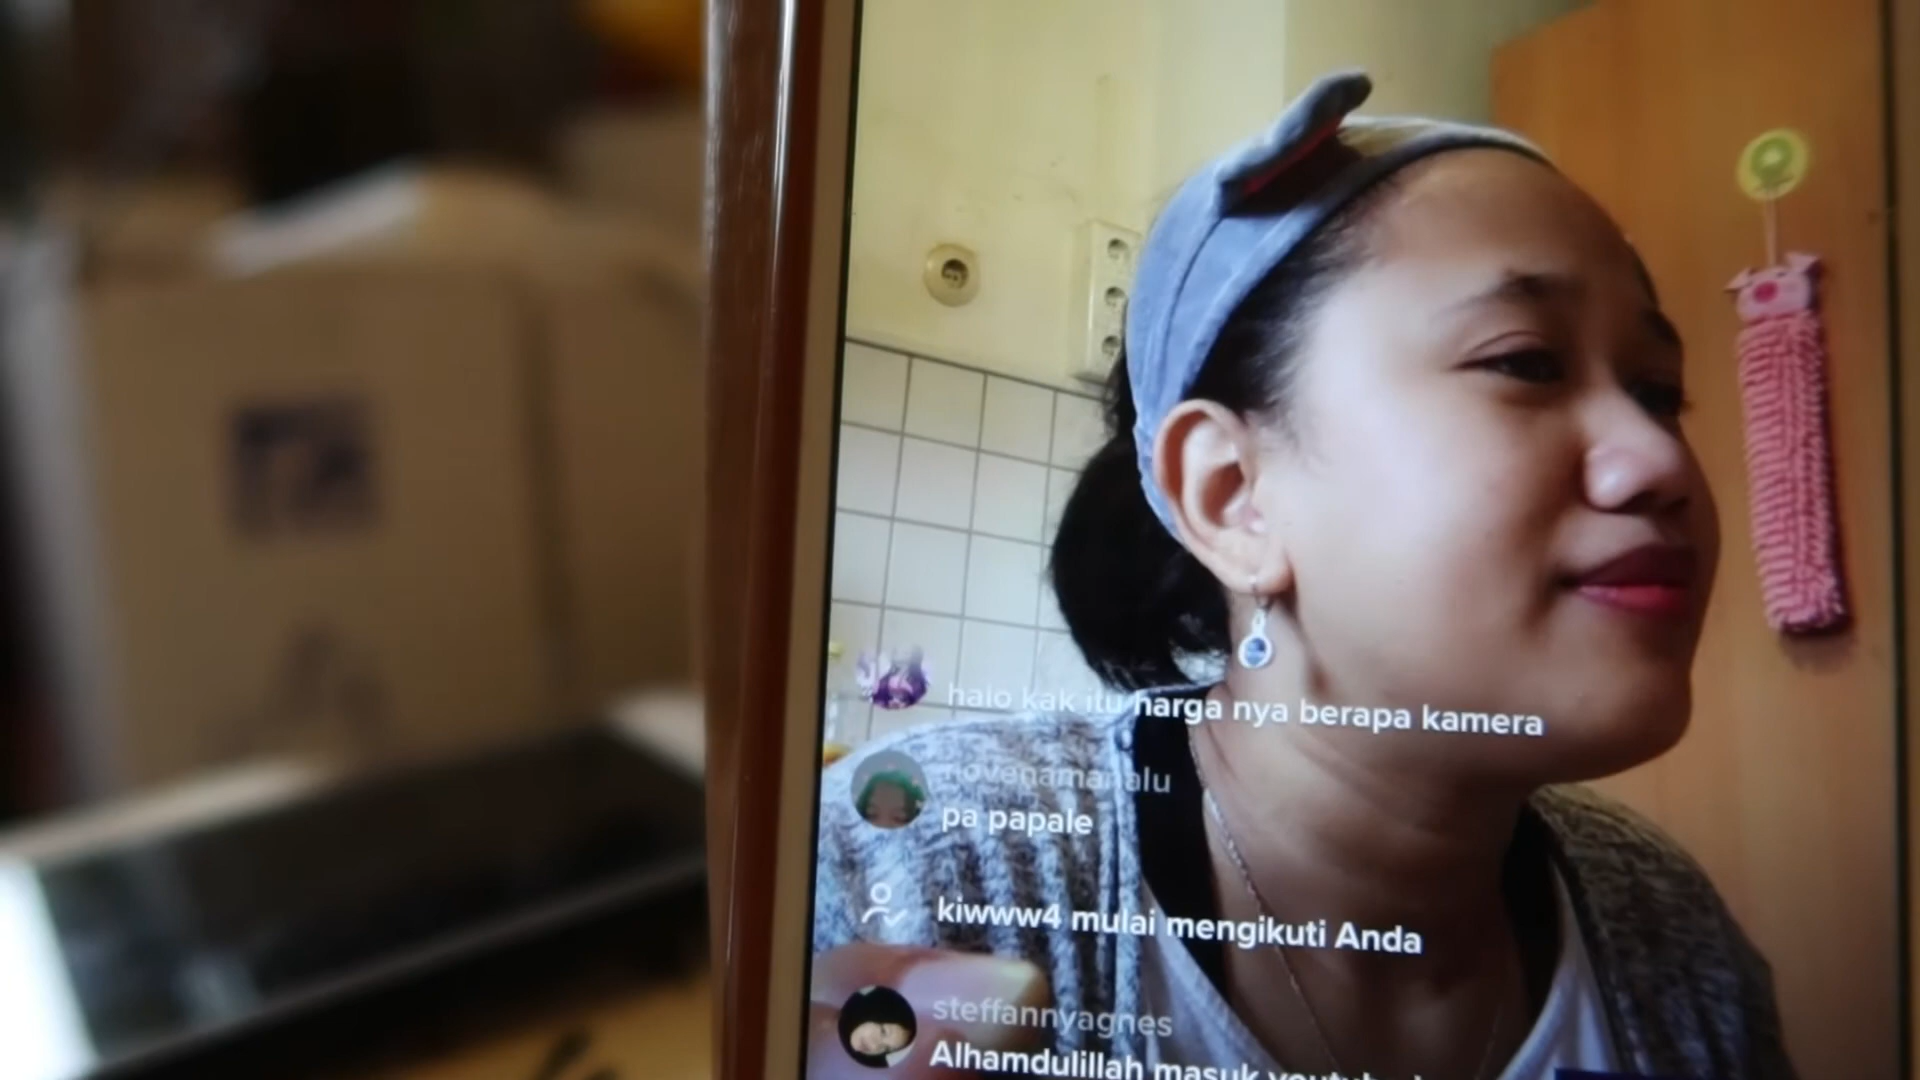 halo kak itu harga nya berapa kamera
pa papale
kiwww4 mulai mengikuti Anda
steffannyagnes
Alhamdulillah masuk